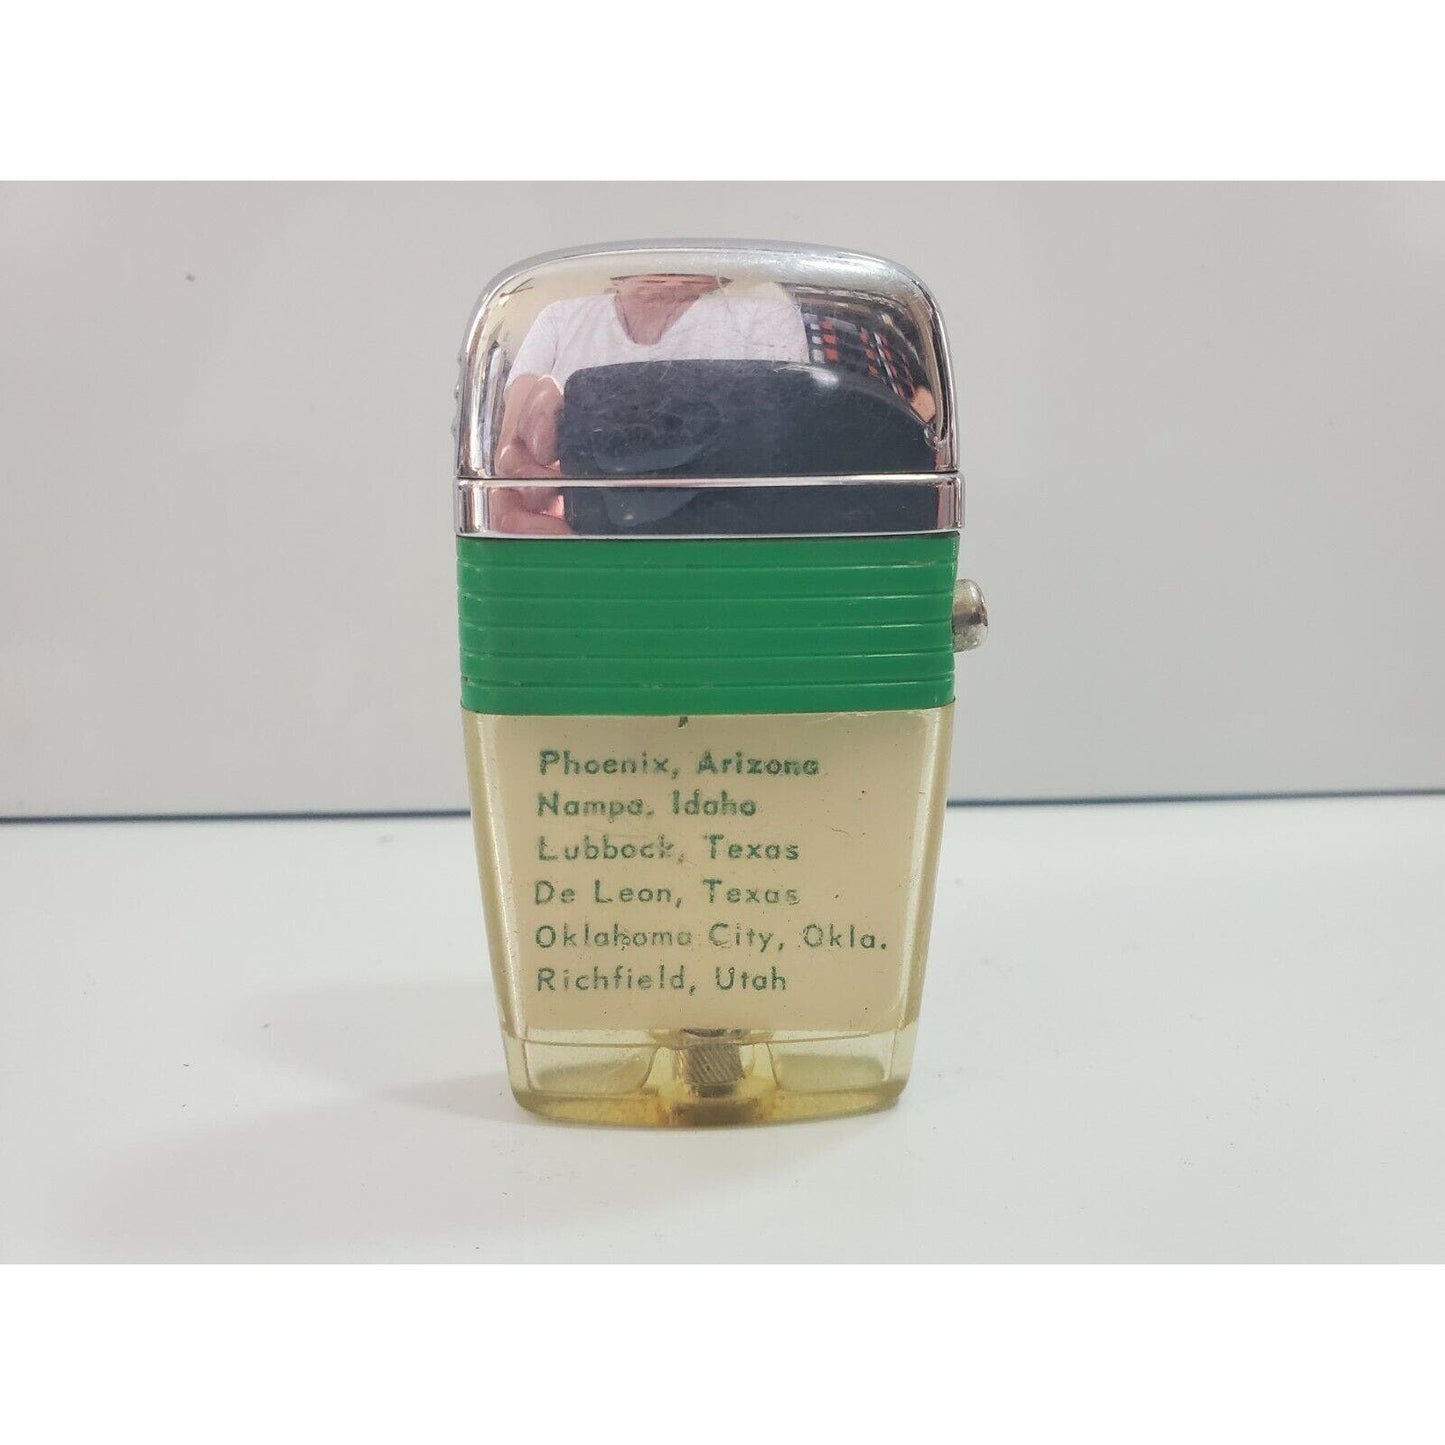 Phoenix, Arizona
Nampa, Idaho
Lubbock, Texas
De Leon, Texas
Oklahoma City, Okla.
Richfield, Utah